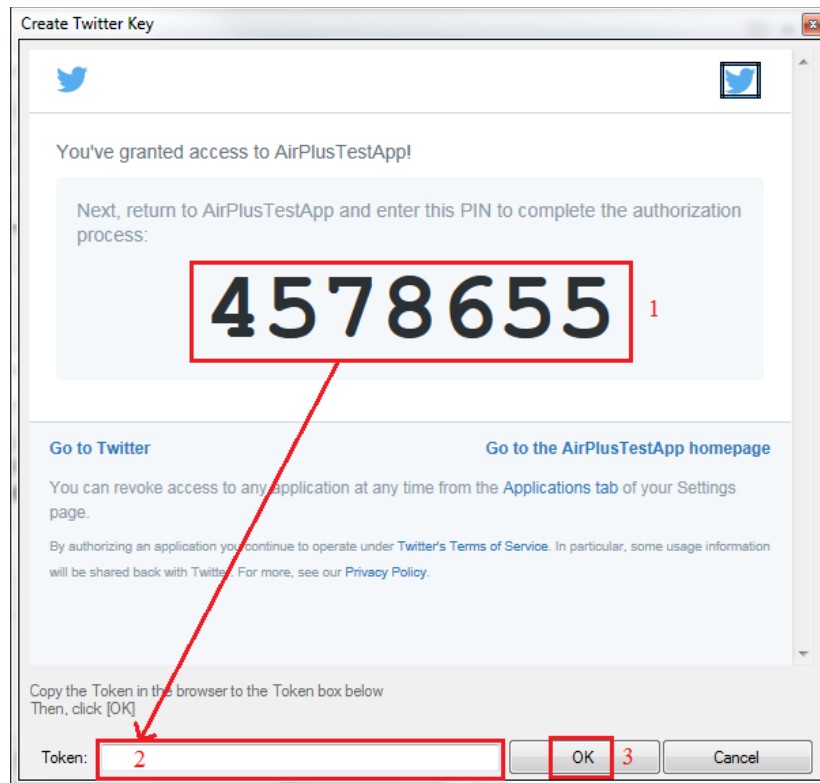 Create Twitter Key
You've granted access to AirPlusTestApp!
Next, return to AirPlusTestApp and enter this PIN to complete the authorization
process:
4578655
1
Go to Twitter
Go to the AirPlusTestApp homepage
You can revoke access to any application at any time from the Applications tab of your Settings
page.
By authorizing an application you continue to operate under Twitter's Terms of Service. In particular, some usage information
will be shared back with Twitter. For more, see our Privacy Policy.
Copy the Token in the browser to the Token box below
Then, click [OK]
Token: 2 OK 3 Cancel